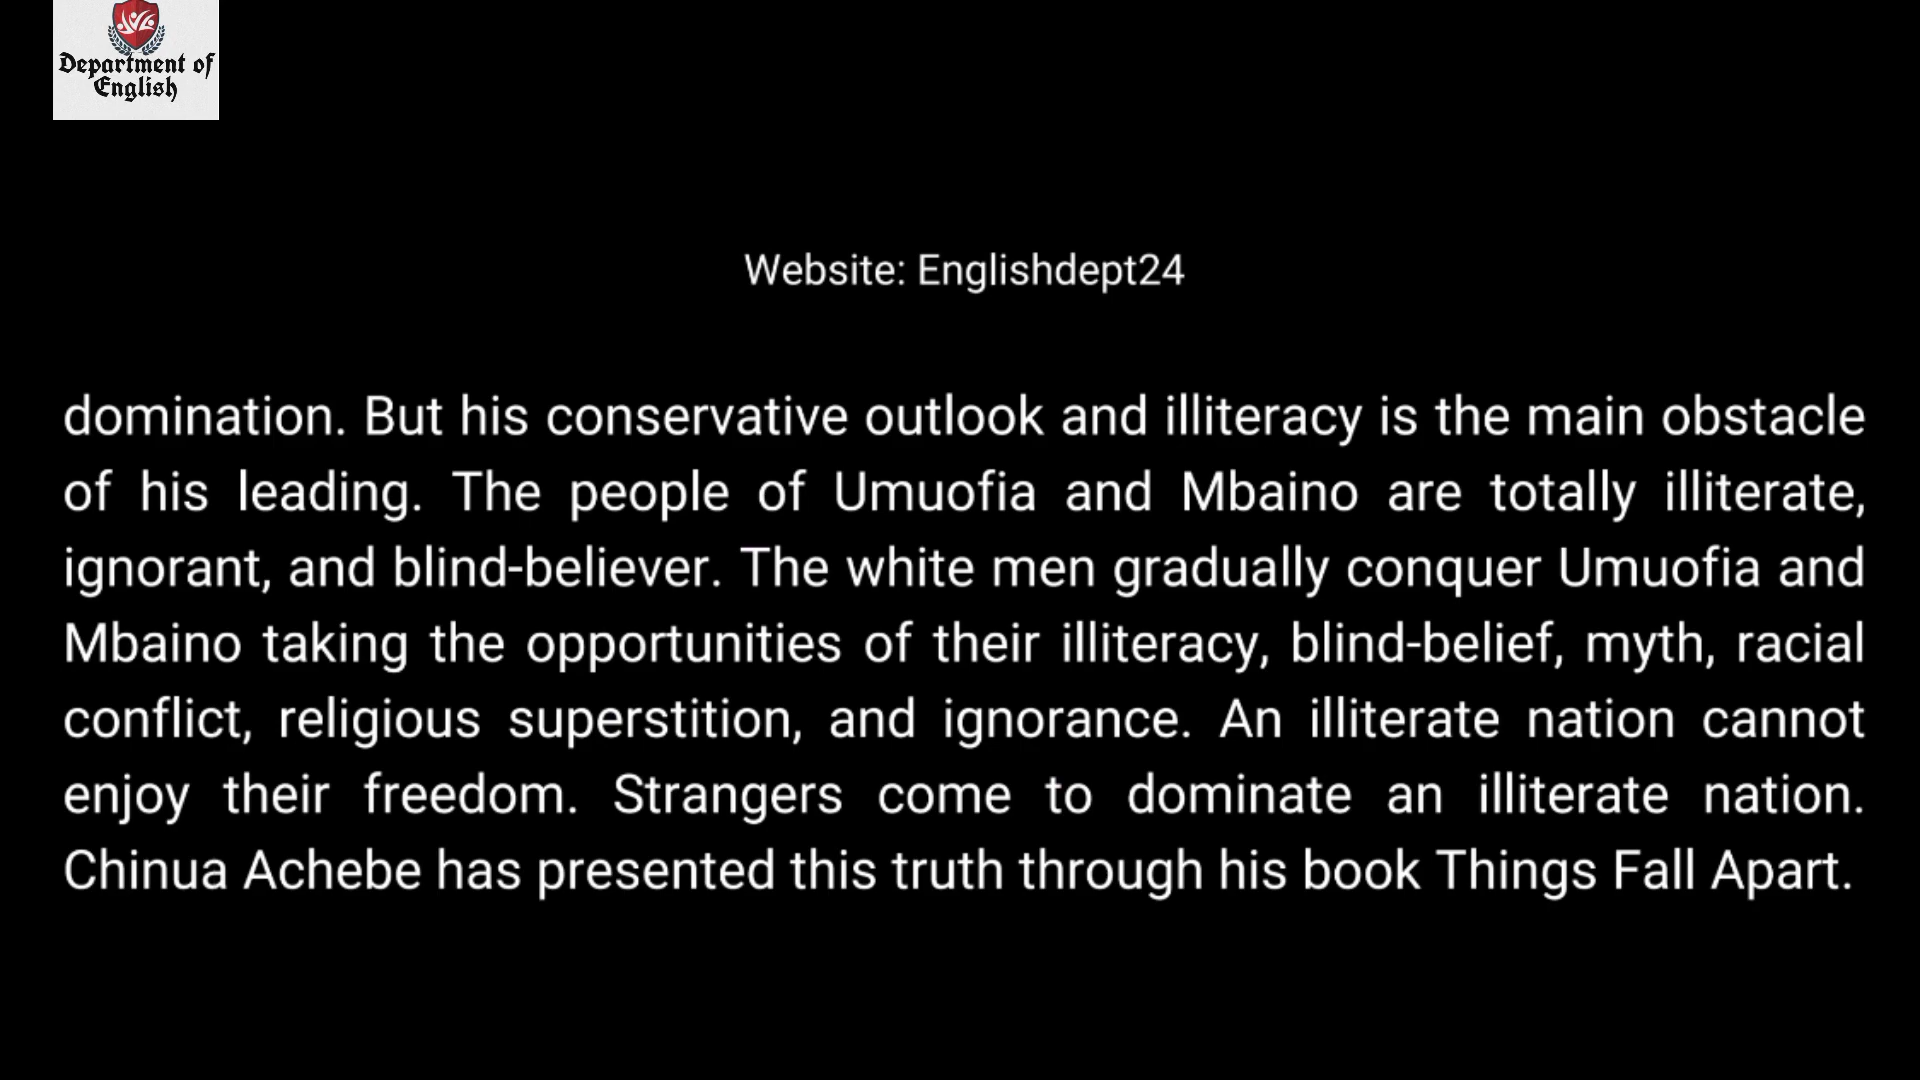 Department of
English
Website: Englishdept24
domination. But his conservative outlook and illiteracy is the main obstacle
of his leading. The people of Umuofia and Mbaino are totally illiterate,
ignorant, and blind-believer. The white men gradually conquer Umuofia and
Mbaino taking the opportunities of their illiteracy, blind-belief, myth, racial
conflict, religious superstition, and ignorance. An illiterate nation cannot
enjoy their freedom. Strangers come to dominate an illiterate nation.
Chinua Achebe has presented this truth through his book Things Fall Apart.